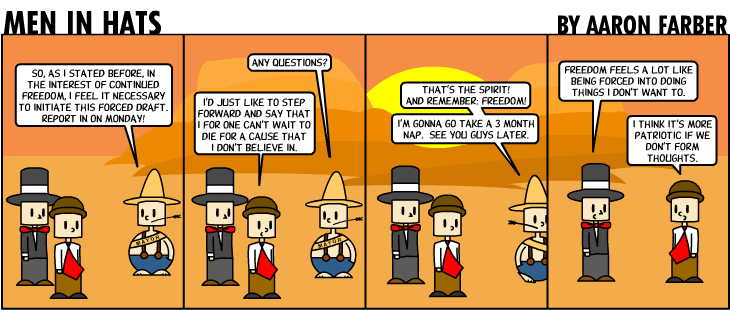 MEN IN HATS
BY AARON FARBER
SO, AS I STATED BEFORE, IN
THE INTEREST OF CONTINUED
FREEDOM, I FEEL IT NECESSARY
TO INITIATE THIS FORCED DRAFT.
REPORT IN ON MONDAY!
MAYOR
ANY QUESTIONS?
I'D JUST LIKE TO STEP
FORWARD AND SAY THAT
I FOR ONE CAN'T WAIT TO
DIE FOR A CAUSE THAT
I DON'T BELIEVE IN.
MAYOR
THAT'S THE SPIRIT!
AND REMEMBER: FREEDOM!
I'M GONNA GO TAKE A 3 MONTH
NAP. SEE YOU GUYS LATER.
FREEDOM FEELS A LOT LIKE
BEING FORCED INTO DOING
THINGS I DON'T WANT TO.
I THINK IT'S MORE
PATRIOTIC IF WE
DON'T FORM
THOUGHTS.